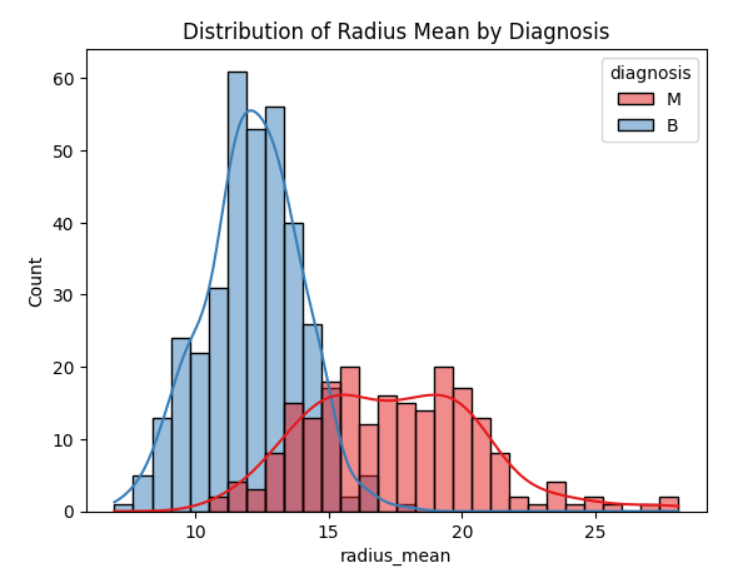 Distribution of Radius Mean by Diagnosis
diagnosis
M
B
60
50
40
30
20
10
0
Count
10 15 20 25
radius_mean